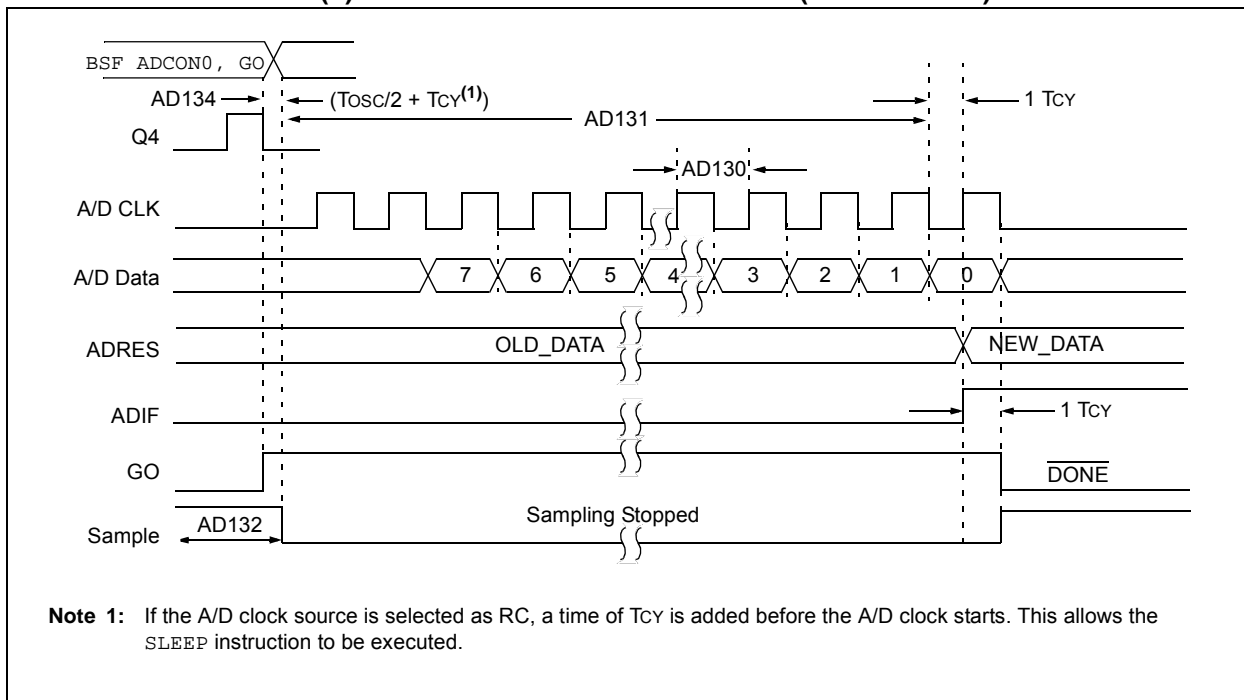 BSF ADCON0, GO
AD134
(TOSC/2 + TCY(1))
1 TCY
AD131
Q4
AD130
A/D CLK
A/D Data
7 6 5 4 3 2 1 0
ADRES
OLD_DATA
NEW_DATA
ADIF
1 TCY
GO
DONE
Sample
AD132
Sampling Stopped
Note 1: If the A/D clock source is selected as RC, a time of TCY is added before the A/D clock starts. This allows the
SLEEP instruction to be executed.